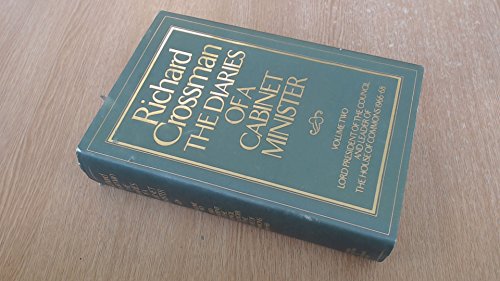 Richard
Crossman
THE DIARIES
OF A
CABINET
MINISTER
VOLUME TWO
LORD PRESIDENT OF THE COUNCIL
AND LEADER OF
THE HOUSE OF COMMONS 1966-68